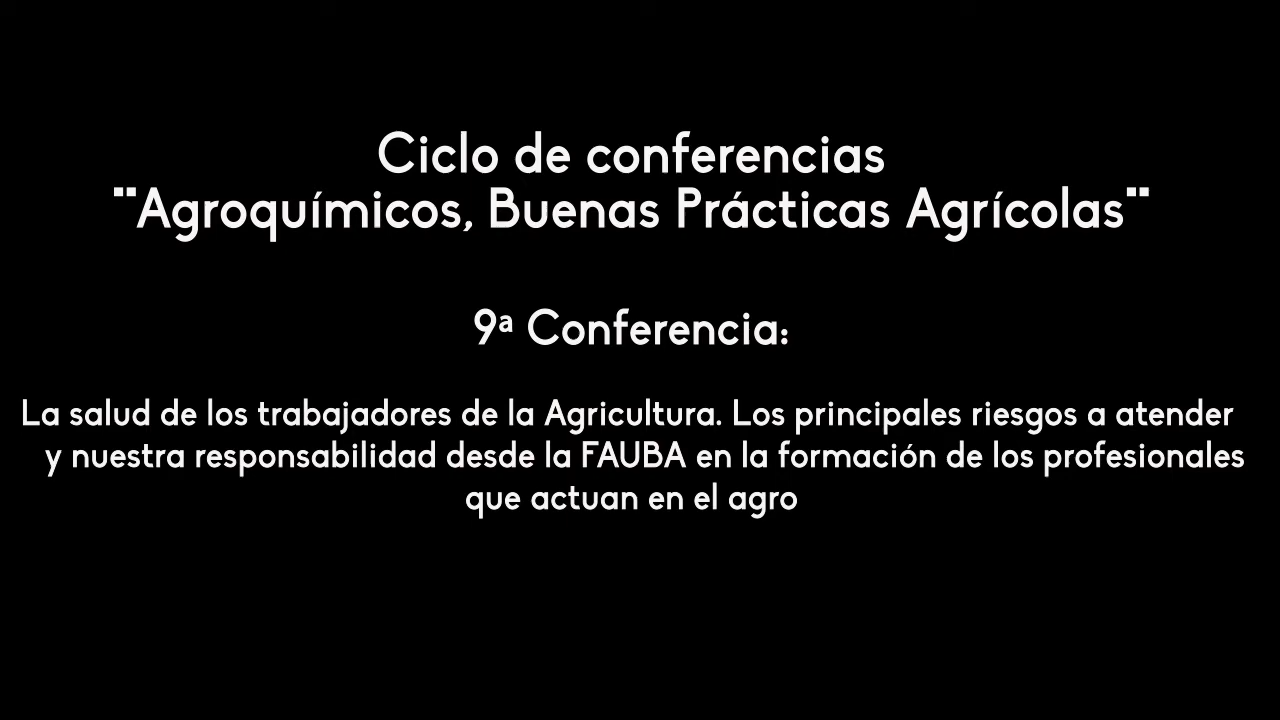 Ciclo de conferencias
"Agroquímicos, Buenas Prácticas Agrícolas"
9ª Conferencia:
La salud de los trabajadores de la Agricultura. Los principales riesgos a atender
y nuestra responsabilidad desde la FAUBA en la formación de los profesionales
que actuan en el agro